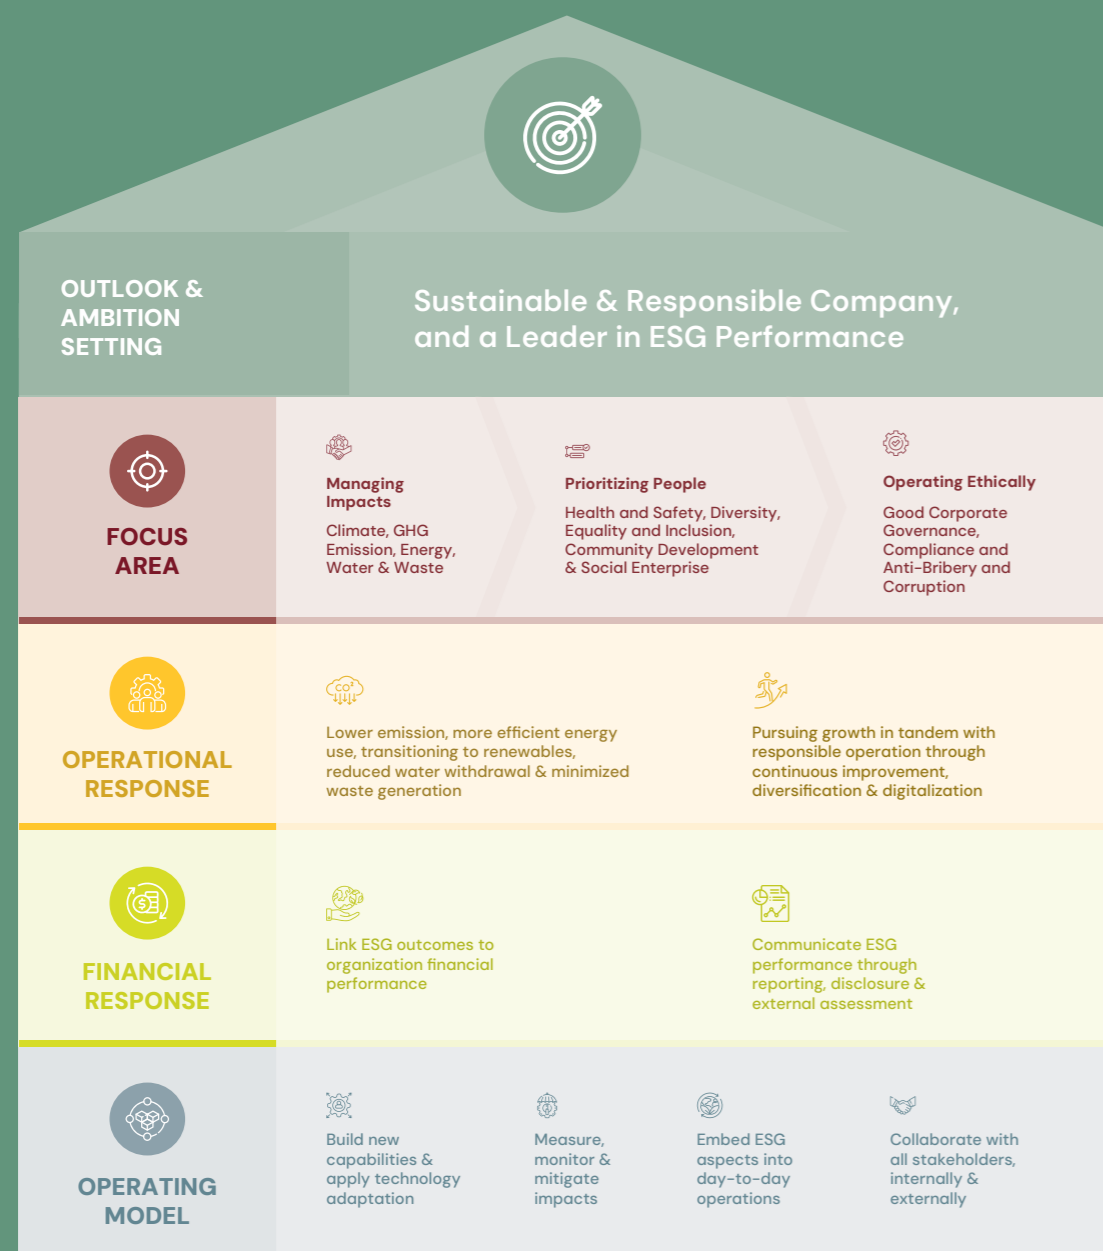 OUTLOOK &
AMBITION
SETTING
Sustainable & Responsible Company,
and a Leader in ESG Performance
FOCUS
AREA
Managing
Impacts
Climate, GHG
Emission, Energy,
Water & Waste
Prioritizing People
Health and Safety, Diversity,
Equality and Inclusion,
Community Development
& Social Enterprise
Operating Ethically
Good Corporate
Governance,
Compliance and
Anti-Bribery and
Corruption
OPERATIONAL
RESPONSE
CO²
Lower emission, more efficient energy
use, transitioning to renewables,
reduced water withdrawal & minimized
waste generation
Pursuing growth in tandem with
responsible operation through
continuous improvement,
diversification & digitalization
$
FINANCIAL
RESPONSE
Link ESG outcomes to
organization financial
performance
Communicate ESG
performance through
reporting, disclosure &
external assessment
OPERATING
MODEL
Build new
capabilities &
apply technology
adaptation
Measure,
monitor &
mitigate
impacts
Embed ESG
aspects into
day-to-day
operations
Collaborate with
all stakeholders,
internally &
externally